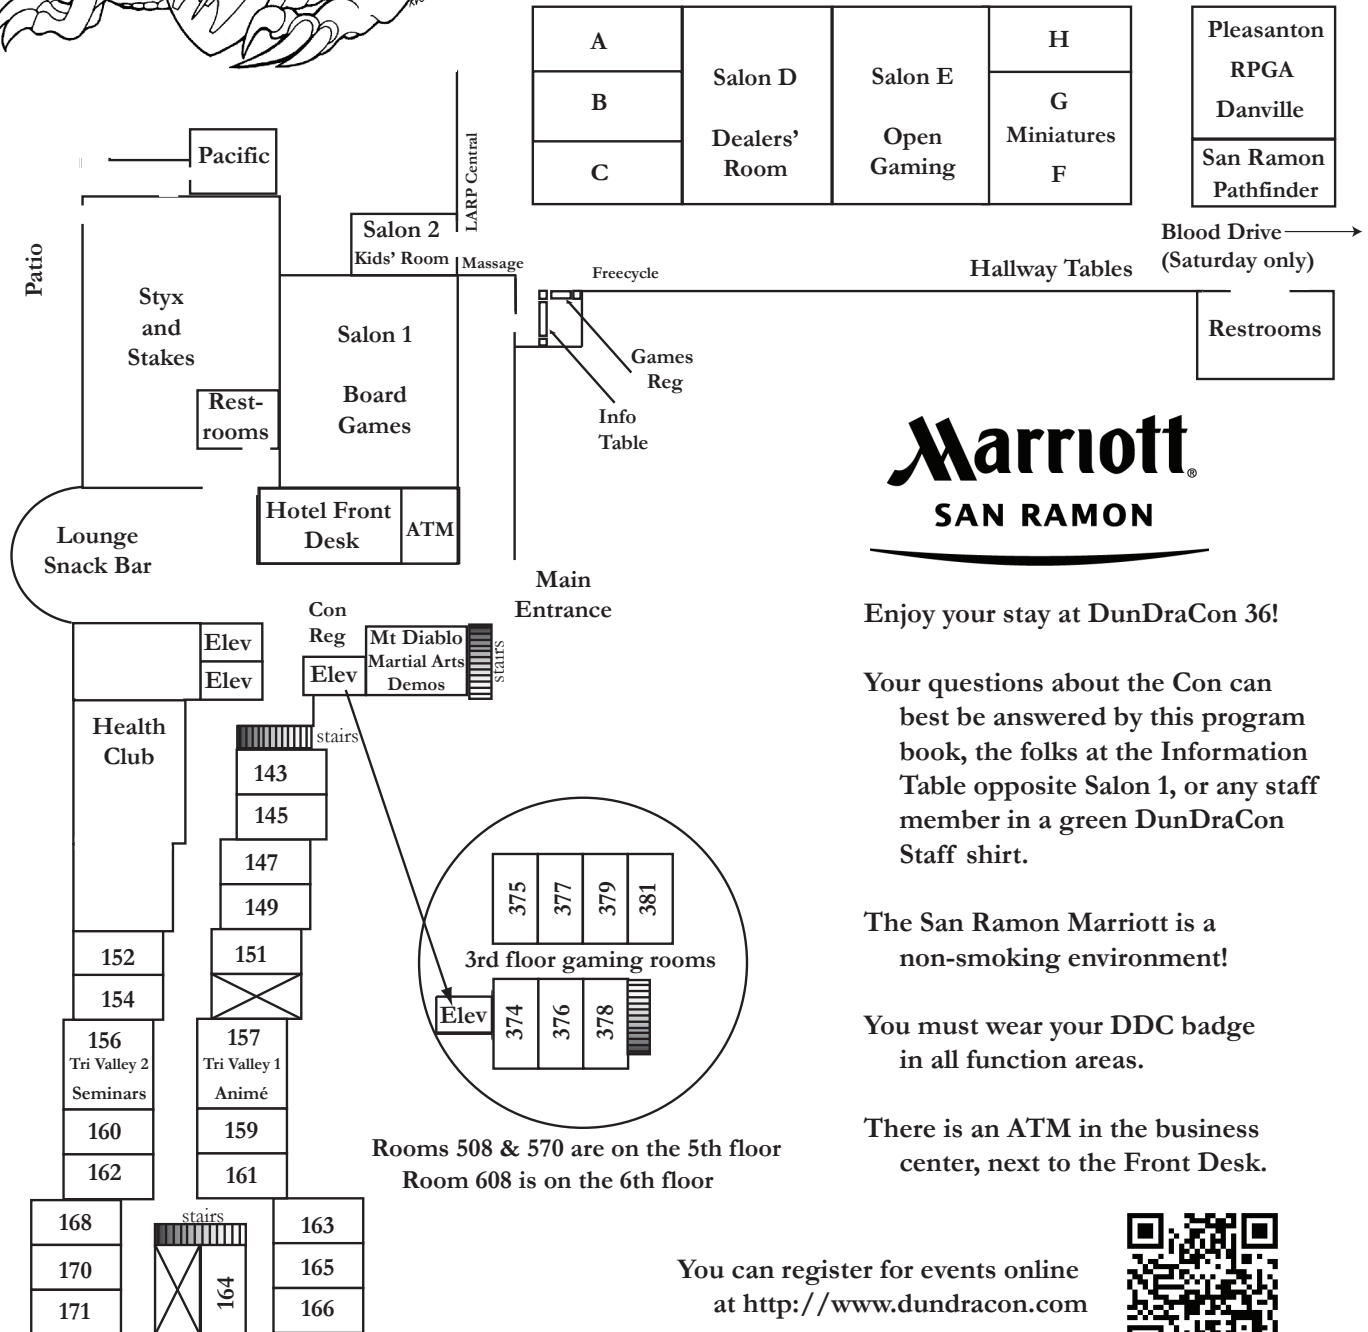 A
B
C
Salon D
Dealers'
Room
Salon E
Open
Gaming
H
G
Miniatures
F
Pleasanton
RPGA
Danville
San Ramon
Pathfinder
Pacific
LARP Central
Salon 2
Kids' Room
Massage
Freecycle
Hallway Tables
Blood Drive
(Saturday only)
Patio
Styx
and
Stakes
Salon 1
Board
Games
Rest-
rooms
Games
Reg
Info
Table
Restrooms
Marriott®
SAN RAMON
Hotel Front
Desk
ATM
Lounge
Snack Bar
Main
Entrance
Con
Reg
Elev
Elev
Elev
Mt Diablo
Martial Arts
Demos
stairs
Health
Club
stairs
143
145
147
149
151
152
154
156
Tri Valley 2
Seminars
157
Tri Valley 1
Animé
160
159
162
161
168
170
171
stairs
164
163
165
166
375
377
379
381
3rd floor gaming rooms
Elev
374
376
378
Rooms 508 & 570 are on the 5th floor
Room 608 is on the 6th floor
Enjoy your stay at DunDraCon 36!
Your questions about the Con can
best be answered by this program
book, the folks at the Information
Table opposite Salon 1, or any staff
member in a green DunDraCon
Staff shirt.
The San Ramon Marriott is a
non-smoking environment!
You must wear your DDC badge
in all function areas.
There is an ATM in the business
center, next to the Front Desk.
You can register for events online
at http://www.dundracon.com